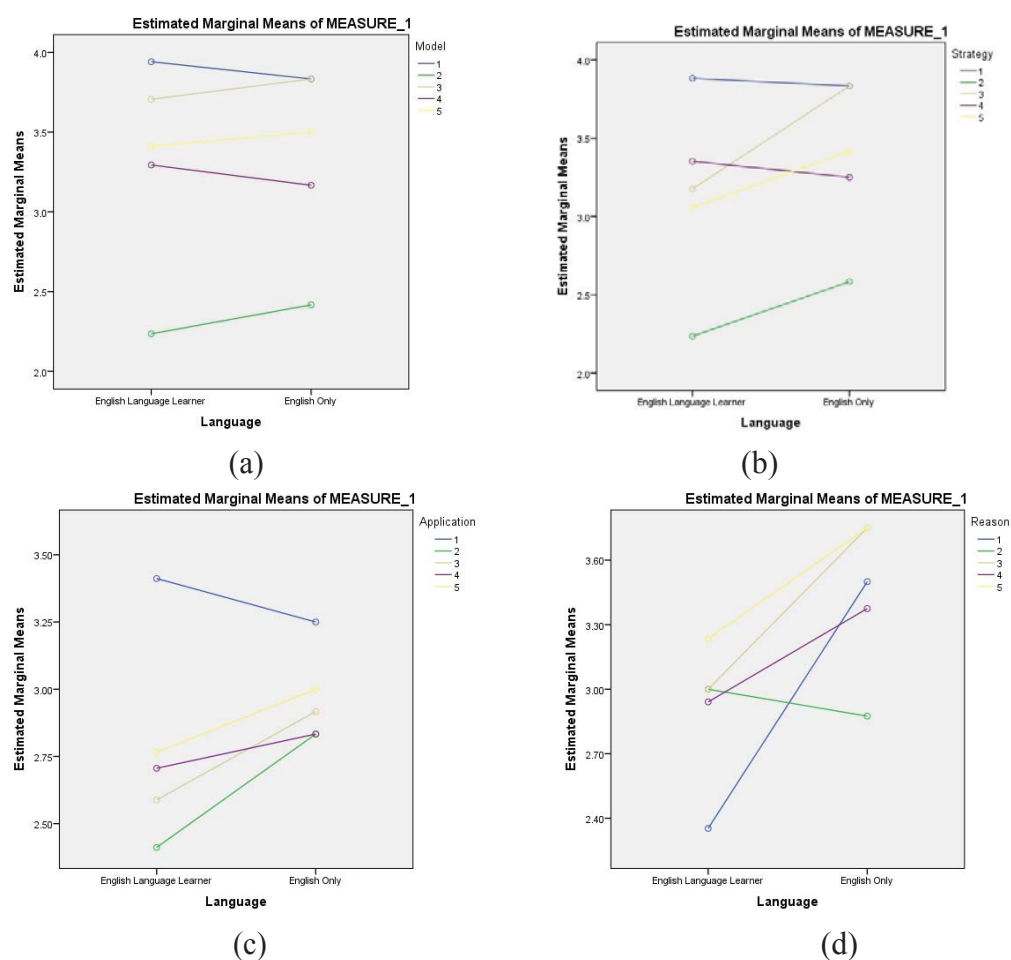 Estimated Marginal Means of MEASURE_1
Model
1
2
3
4
5
Estimated Marginal Means
4.0
3.5
3.0
2.5
2.0
English Language Learner
English Only
Language
(a)
Estimated Marginal Means of MEASURE_1
Strategy
1
2
3
4
5
Estimated Marginal Means
4.0
3.5
3.0
2.5
2.0
English Language Learner
English Only
Language
(b)
Estimated Marginal Means of MEASURE_1
Application
1
2
3
4
5
Estimated Marginal Means
3.50
3.25
3.00
2.75
2.50
English Language Learner
English Only
Language
(c)
Estimated Marginal Means of MEASURE_1
Reason
1
2
3
4
5
Estimated Marginal Means
3.60
3.30
3.00
2.70
2.40
English Language Learner
English Only
Language
(d)